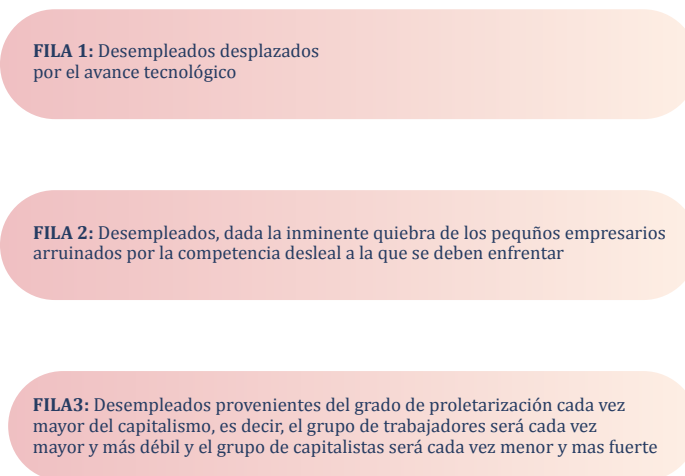 FILA 1: Desempleados desplazados
por el avance tecnológico
FILA 2: Desempleados, dada la inminente quiebra de los pequños empresarios
arruinados por la competencia desleal a la que se deben enfrentar
FILA3: Desempleados provenientes del grado de proletarización cada vez
mayor del capitalismo, es decir, el grupo de trabajadores será cada vez
mayor y más débil y el grupo de capitalistas será cada vez menor y mas fuerte